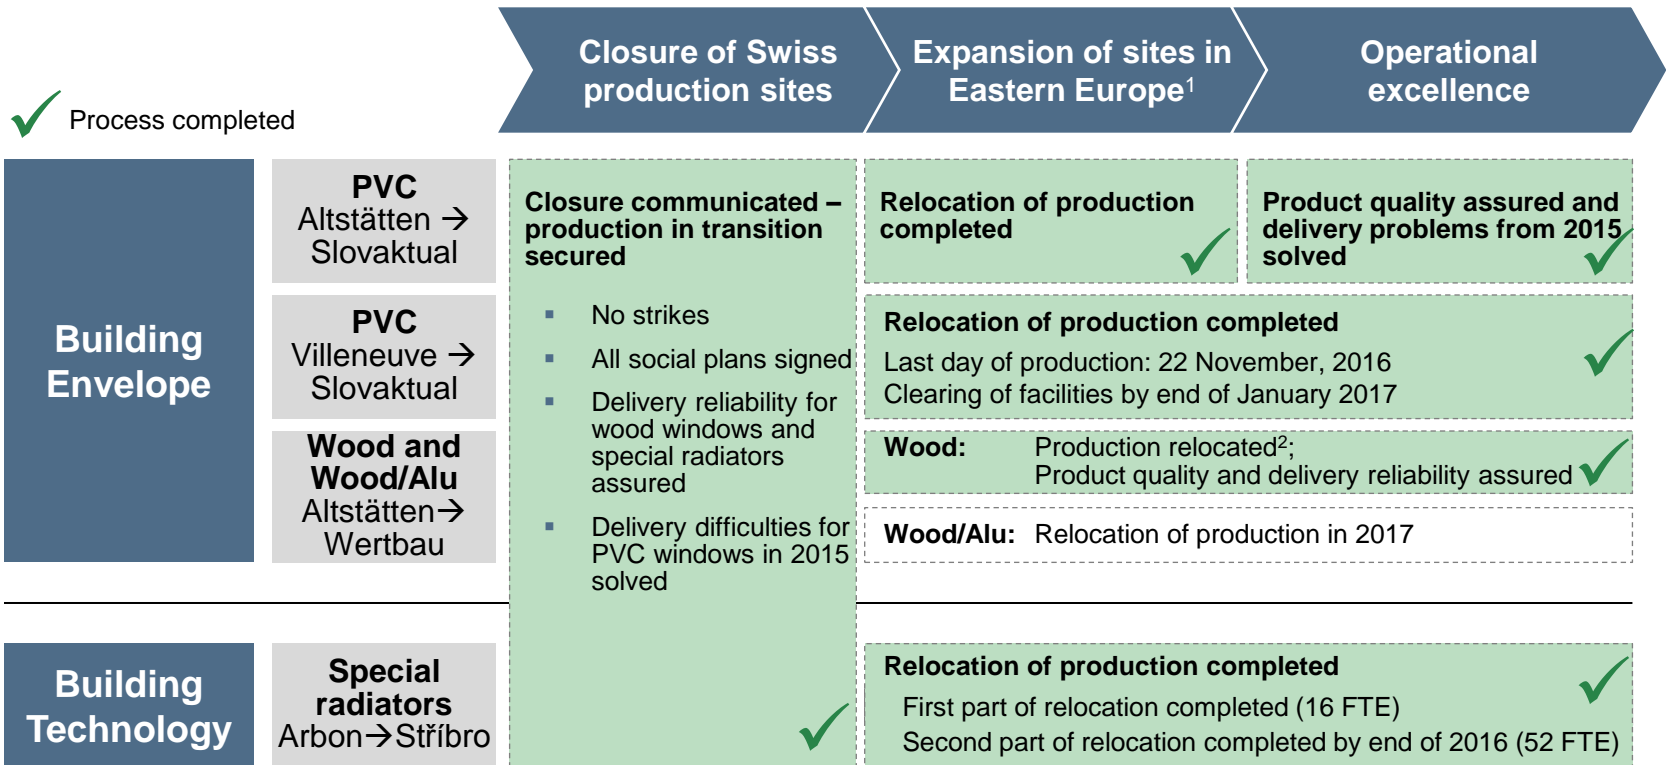 Closure of Swiss
production sites
Expansion of sites in
Eastern Europe¹
Operational
excellence
Process completed
Building
Envelope
PVC
Altstätten →
Slovaktual
Closure communicated –
production in transition
secured
▪ No strikes
▪ All social plans signed
▪ Delivery reliability for
wood windows and
special radiators
assured
▪ Delivery difficulties for
PVC windows in 2015
solved
Relocation of production
completed
Product quality assured and
delivery problems from 2015
solved
PVC
Villeneuve →
Slovaktual
Relocation of production completed
Last day of production: 22 November, 2016
Clearing of facilities by end of January 2017
Wood and
Wood/Alu
Altstätten→
Wertbau
Wood: Production relocated²;
Product quality and delivery reliability assured
Wood/Alu: Relocation of production in 2017
Building
Technology
Special
radiators
Arbon→Stříbro
Relocation of production completed
First part of relocation completed (16 FTE)
Second part of relocation completed by end of 2016 (52 FTE)